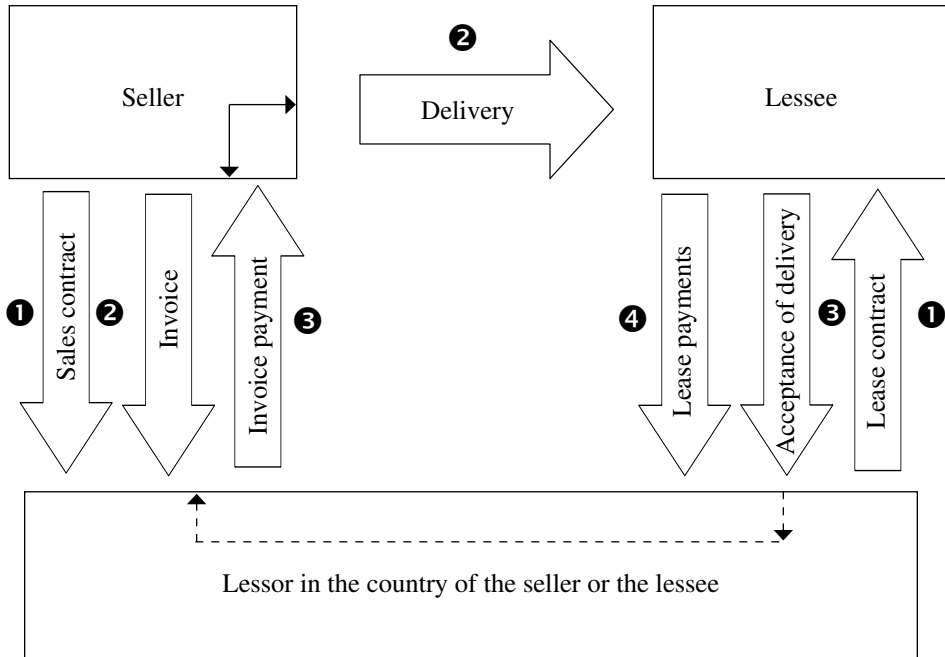 ❷
Seller
Delivery
Lessee
❶
Sales contract
❷
Invoice
Invoice payment
❸
❹
Lease payments
Acceptance of delivery
❸
Lease contract
❶
Lessor in the country of the seller or the lessee